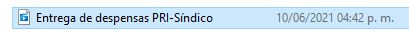 Entrega de despensas PRI-Síndico 10/06/2021 04:42 p. m.